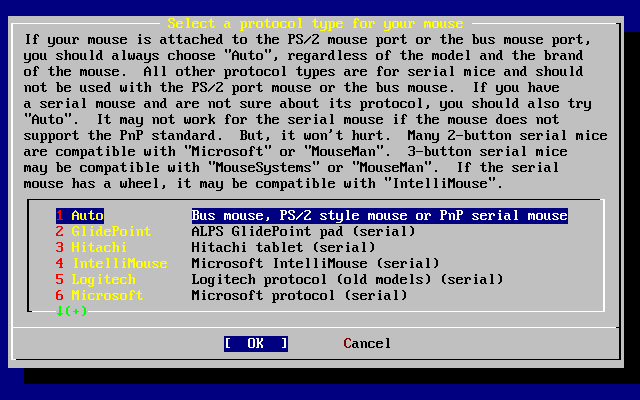 Select a protocol type for your mouse
If your mouse is attached to the PS/2 mouse port or the bus mouse port,
you should always choose "Auto", regardless of the model and the brand
of the mouse.  All other protocol types are for serial mice and should
not be used with the PS/2 port mouse or the bus mouse.  If you have
a serial mouse and are not sure about its protocol, you should also try
"Auto".  It may not work for the serial mouse if the mouse does not
support the PnP standard.  But, it won't hurt.  Many 2-button serial mice
are compatible with "Microsoft" or "MouseMan".  3-button serial mice
may be compatible with "MouseSystems" or "MouseMan".  If the serial
mouse has a wheel, it may be compatible with "IntelliMouse".
1 Auto Bus mouse, PS/2 style mouse or PnP serial mouse
2 GlidePoint ALPS GlidePoint pad (serial)
3 Hitachi Hitachi tablet (serial)
4 IntelliMouse Microsoft IntelliMouse (serial)
5 Logitech Logitech protocol (old models) (serial)
6 Microsoft Microsoft protocol (serial)
↓(+)
[ OK ] Cancel